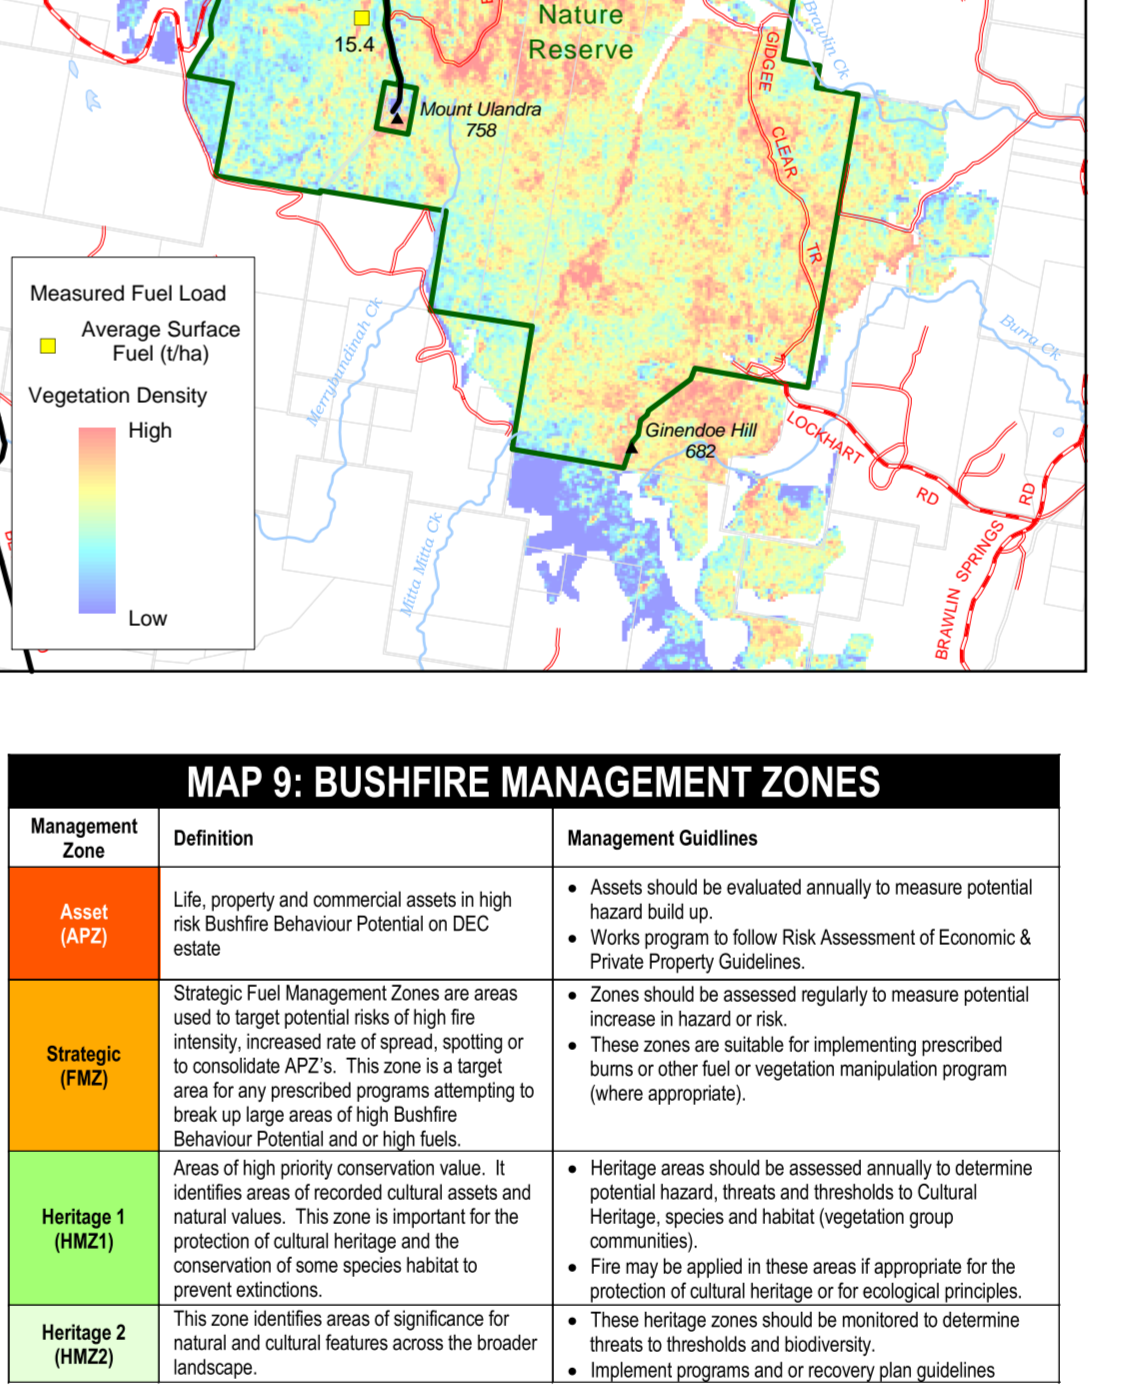 Nature
Reserve
15.4
Brawlin Ck
GIDGEE
CLEAR
TR
Mount Ulandra
758
Measured Fuel Load
Average Surface
Fuel (t/ha)
Vegetation Density
High
Low
Merrybundinah Ck
Burra Ck
Ginendoe Hill
682
LOCKHART
RD
RD
BRAWLIN SPRINGS
Mitta Mitta Ck
MAP 9: BUSHFIRE MANAGEMENT ZONES
Management
Zone
Definition
Management Guidlines
Asset
(APZ)
Life, property and commercial assets in high
risk Bushfire Behaviour Potential on DEC
estate
• Assets should be evaluated annually to measure potential
hazard build up.
• Works program to follow Risk Assessment of Economic &
Private Property Guidelines.
Strategic
(FMZ)
Strategic Fuel Management Zones are areas
used to target potential risks of high fire
intensity, increased rate of spread, spotting or
to consolidate APZ's. This zone is a target
area for any prescribed programs attempting to
break up large areas of high Bushfire
Behaviour Potential and or high fuels.
• Zones should be assessed regularly to measure potential
increase in hazard or risk.
• These zones are suitable for implementing prescribed
burns or other fuel or vegetation manipulation program
(where appropriate).
Heritage 1
(HMZ1)
Areas of high priority conservation value. It
identifies areas of recorded cultural assets and
natural values. This zone is important for the
protection of cultural heritage and the
conservation of some species habitat to
prevent extinctions.
• Heritage areas should be assessed annually to determine
potential hazard, threats and thresholds to Cultural
Heritage, species and habitat (vegetation group
communities).
• Fire may be applied in these areas if appropriate for the
protection of cultural heritage or for ecological principles.
Heritage 2
(HMZ2)
This zone identifies areas of significance for
natural and cultural features across the broader
landscape.
• These heritage zones should be monitored to determine
threats to thresholds and biodiversity.
• Implement programs and or recovery plan guidelines